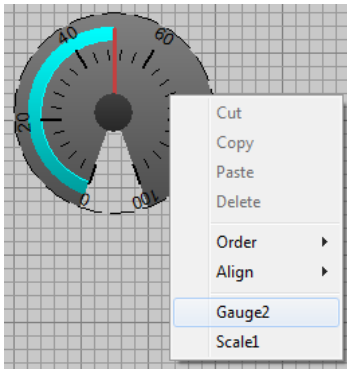 40
60
20
0
100
Cut
Copy
Paste
Delete
Order
Align
Gauge2
Scale1